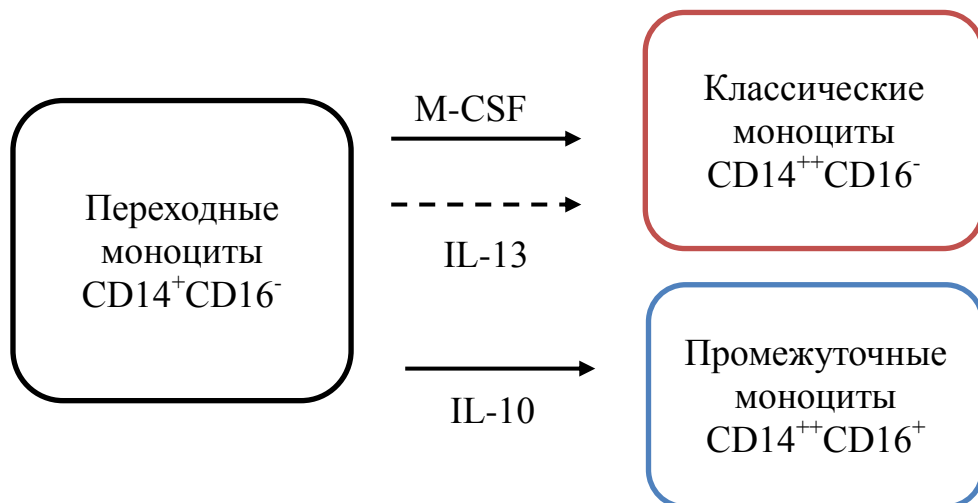 Переходные
моноциты
CD14⁺CD16⁻
M-CSF
IL-13
IL-10
Классические
моноциты
CD14⁺⁺CD16⁻
Промежуточные
моноциты
CD14⁺⁺CD16⁺